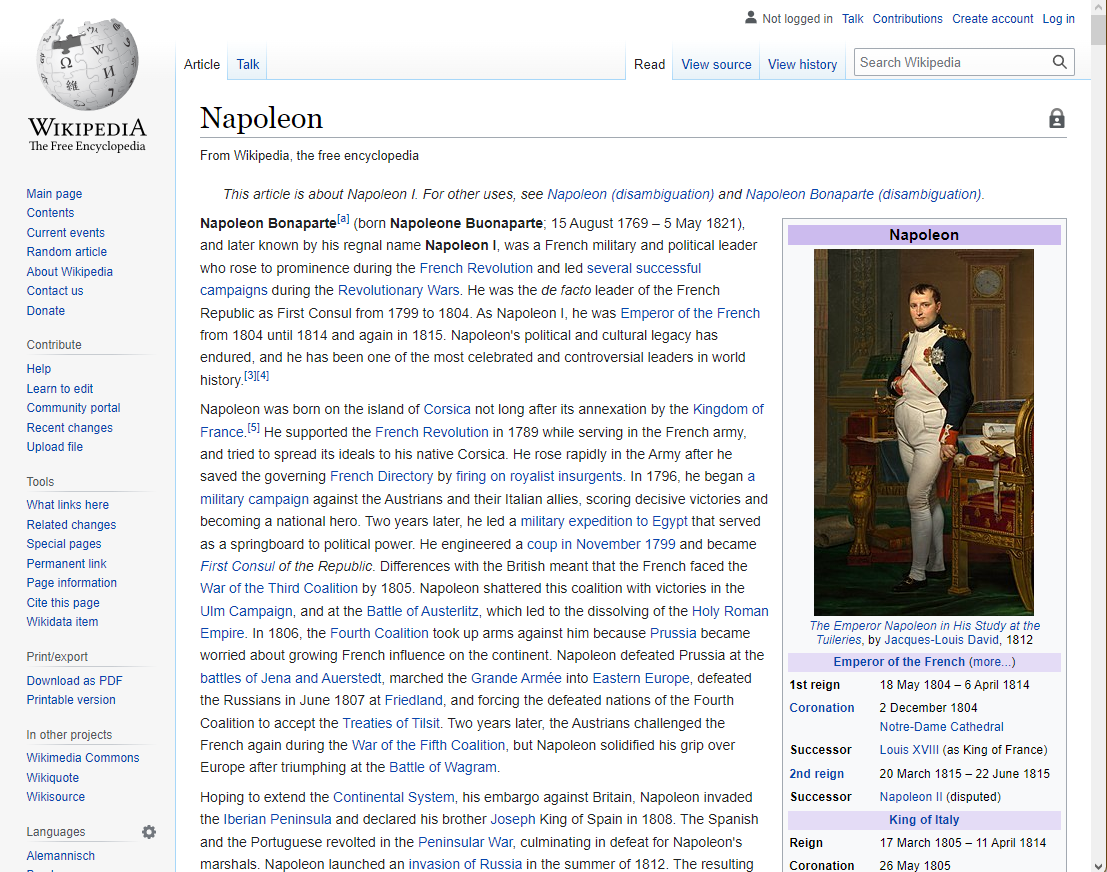 Not logged in Talk Contributions Create account Log in
Article Talk Read View source View history Search Wikipedia
WIKIPEDIA
The Free Encyclopedia
Main page
Contents
Current events
Random article
About Wikipedia
Contact us
Donate
Contribute
Help
Learn to edit
Community portal
Recent changes
Upload file
Tools
What links here
Related changes
Special pages
Permanent link
Page information
Cite this page
Wikidata item
Print/export
Download as PDF
Printable version
In other projects
Wikimedia Commons
Wikiquote
Wikisource
Languages
Alemannisch
Napoleon
From Wikipedia, the free encyclopedia
This article is about Napoleon I. For other uses, see Napoleon (disambiguation) and Napoleon Bonaparte (disambiguation).
Napoleon Bonaparte[a] (born Napoleone Buonaparte; 15 August 1769 – 5 May 1821),
and later known by his regnal name Napoleon I, was a French military and political leader
who rose to prominence during the French Revolution and led several successful
campaigns during the Revolutionary Wars. He was the de facto leader of the French
Republic as First Consul from 1799 to 1804. As Napoleon I, he was Emperor of the French
from 1804 until 1814 and again in 1815. Napoleon's political and cultural legacy has
endured, and he has been one of the most celebrated and controversial leaders in world
history.[3][4]
Napoleon was born on the island of Corsica not long after its annexation by the Kingdom of
France.[5] He supported the French Revolution in 1789 while serving in the French army,
and tried to spread its ideals to his native Corsica. He rose rapidly in the Army after he
saved the governing French Directory by firing on royalist insurgents. In 1796, he began a
military campaign against the Austrians and their Italian allies, scoring decisive victories and
becoming a national hero. Two years later, he led a military expedition to Egypt that served
as a springboard to political power. He engineered a coup in November 1799 and became
First Consul of the Republic. Differences with the British meant that the French faced the
War of the Third Coalition by 1805. Napoleon shattered this coalition with victories in the
Ulm Campaign, and at the Battle of Austerlitz, which led to the dissolving of the Holy Roman
Empire. In 1806, the Fourth Coalition took up arms against him because Prussia became
worried about growing French influence on the continent. Napoleon defeated Prussia at the
battles of Jena and Auerstedt, marched the Grande Armée into Eastern Europe, defeated
the Russians in June 1807 at Friedland, and forcing the defeated nations of the Fourth
Coalition to accept the Treaties of Tilsit. Two years later, the Austrians challenged the
French again during the War of the Fifth Coalition, but Napoleon solidified his grip over
Europe after triumphing at the Battle of Wagram.
Hoping to extend the Continental System, his embargo against Britain, Napoleon invaded
the Iberian Peninsula and declared his brother Joseph King of Spain in 1808. The Spanish
and the Portuguese revolted in the Peninsular War, culminating in defeat for Napoleon's
marshals. Napoleon launched an invasion of Russia in the summer of 1812. The resulting
Napoleon
The Emperor Napoleon in His Study at the
Tuileries, by Jacques-Louis David, 1812
Emperor of the French (more...)
1st reign 18 May 1804 – 6 April 1814
Coronation 2 December 1804
Notre-Dame Cathedral
Successor Louis XVIII (as King of France)
2nd reign 20 March 1815 – 22 June 1815
Successor Napoleon II (disputed)
King of Italy
Reign 17 March 1805 – 11 April 1814
Coronation 26 May 1805